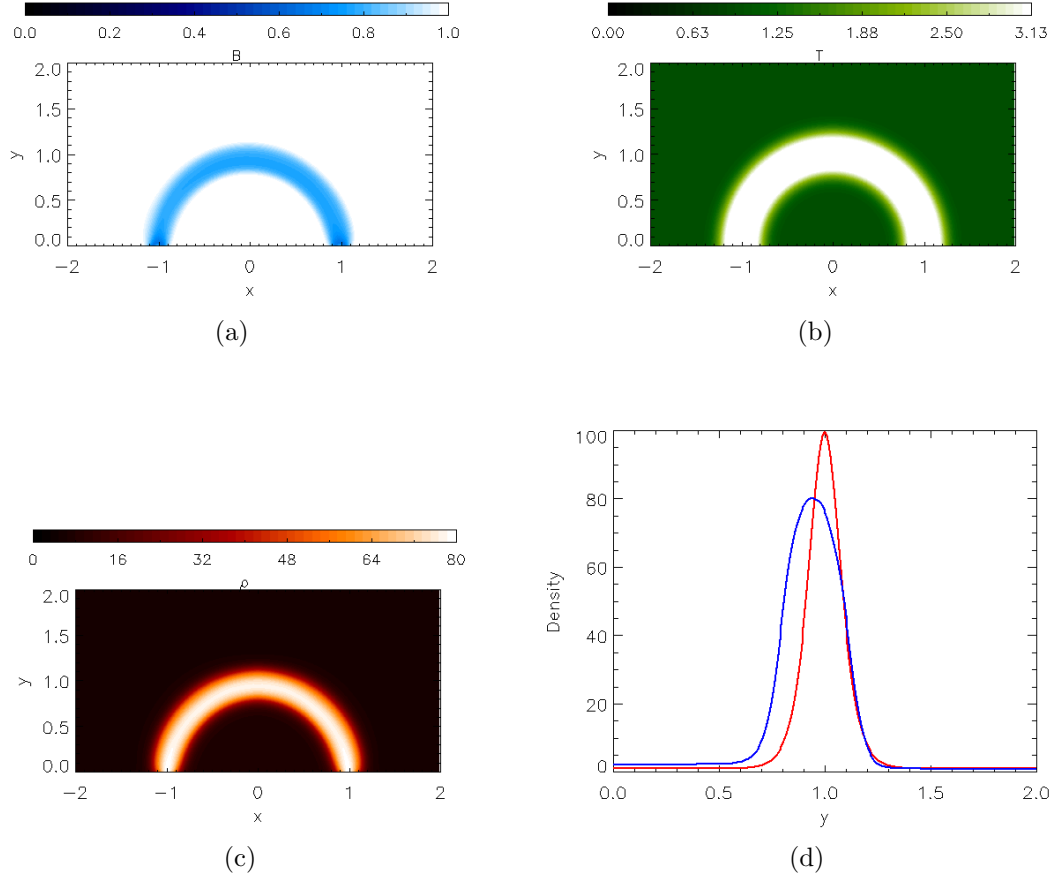 0.0 0.2 0.4 0.6 0.8 1.0
B
2.0
1.5
1.0
0.5
0.0
y
−2 −1 0 1 2
x
(a)
0.00 0.63 1.25 1.88 2.50 3.13
T
2.0
1.5
1.0
0.5
0.0
y
−2 −1 0 1 2
x
(b)
0 16 32 48 64 80
ρ
2.0
1.5
1.0
0.5
0.0
y
−2 −1 0 1 2
x
(c)
100
80
60
40
20
0
Density
0.0 0.5 1.0 1.5 2.0
y
(d)